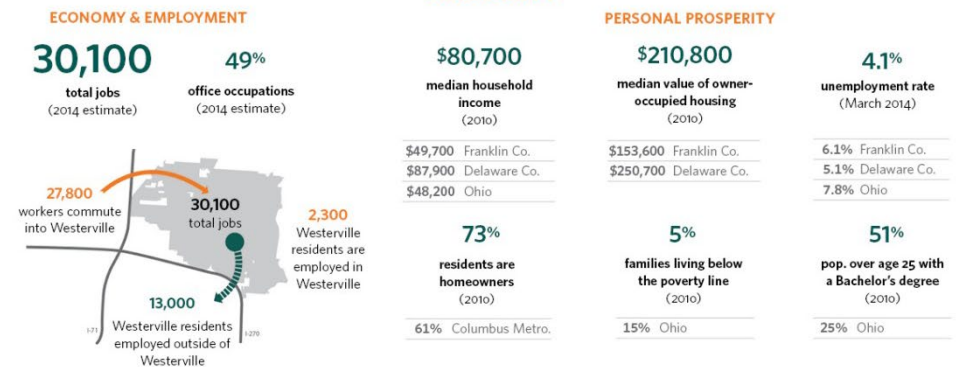 ECONOMY & EMPLOYMENT
30,100
total jobs
(2014 estimate)
49%
office occupations
(2014 estimate)
27,800
workers commute
into Westerville
30,100
total jobs
2,300
Westerville
residents are
employed in
Westerville
13,000
Westerville residents
employed outside of
Westerville
I-71
I-270
PERSONAL PROSPERITY
$80,700
median household
income
(2010)
$49,700 Franklin Co.
$87,900 Delaware Co.
$48,200 Ohio
$210,800
median value of owner-
occupied housing
(2010)
$153,600 Franklin Co.
$250,700 Delaware Co.
4.1%
unemployment rate
(March 2014)
6.1% Franklin Co.
5.1% Delaware Co.
7.8% Ohio
73%
residents are
homeowners
(2010)
61% Columbus Metro.
5%
families living below
the poverty line
(2010)
15% Ohio
51%
pop. over age 25 with
a Bachelor's degree
(2010)
25% Ohio